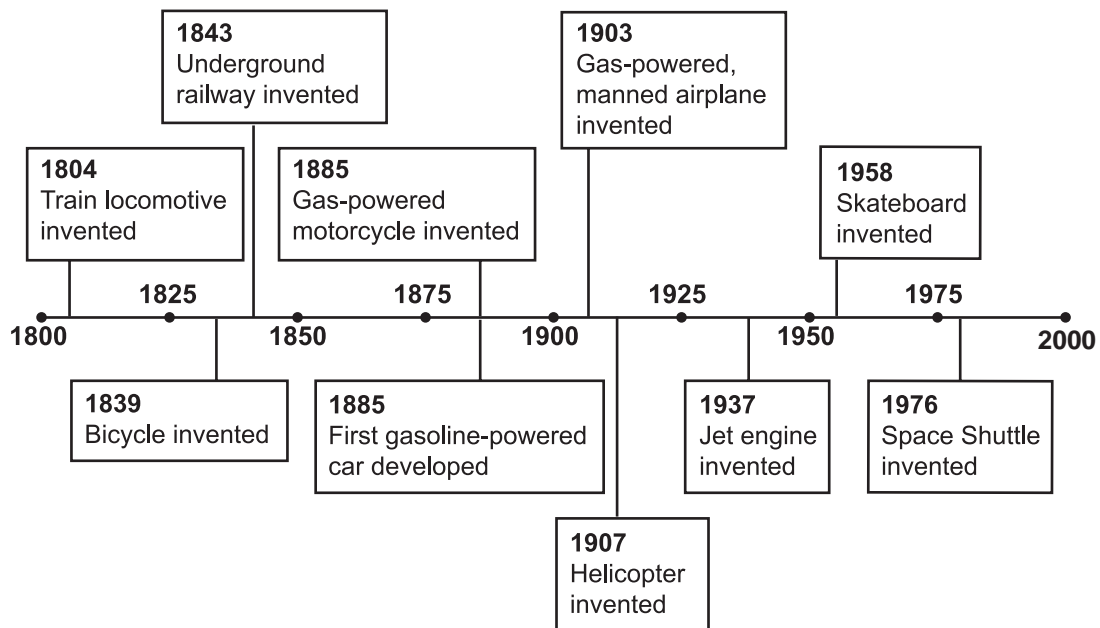 1843
Underground
railway invented
1903
Gas-powered,
manned airplane
invented
1804
Train locomotive
invented
1885
Gas-powered
motorcycle invented
1958
Skateboard
invented
1825
1875
1925
1975
1800
1850
1900
1950
2000
1839
Bicycle invented
1885
First gasoline-powered
car developed
1937
Jet engine
invented
1976
Space Shuttle
invented
1907
Helicopter
invented